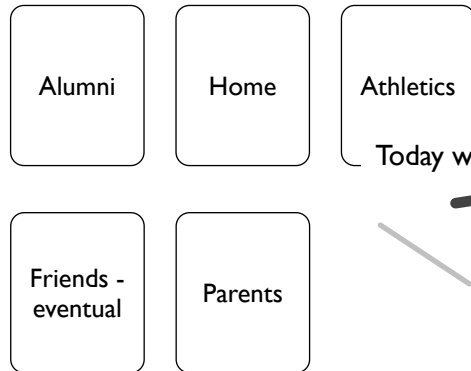 Alumni
Home
Athletics
Today w
Friends -
eventual
Parents